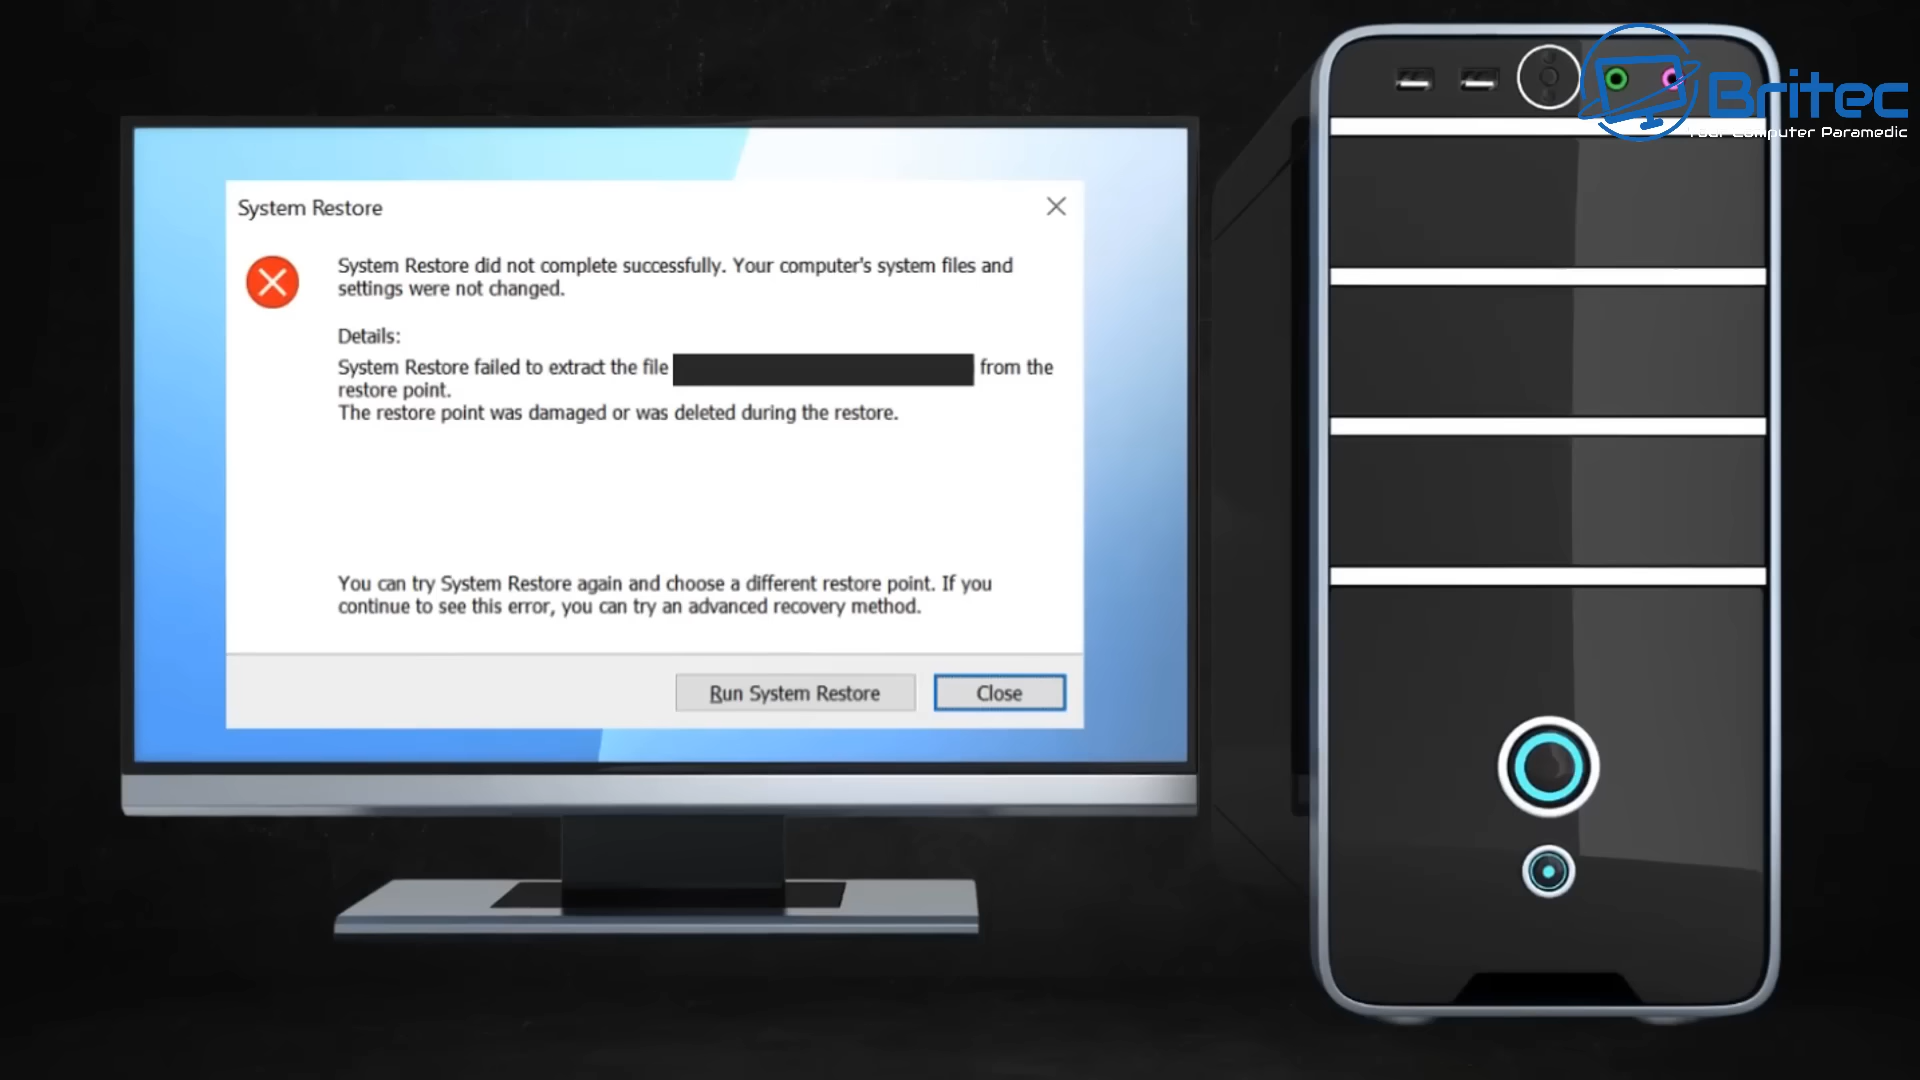 Britec
Your Computer Paramedic
System Restore
System Restore did not complete successfully. Your computer's system files and
settings were not changed.
Details:
System Restore failed to extract the file from the
restore point.
The restore point was damaged or was deleted during the restore.
You can try System Restore again and choose a different restore point. If you
continue to see this error, you can try an advanced recovery method.
Run System Restore
Close